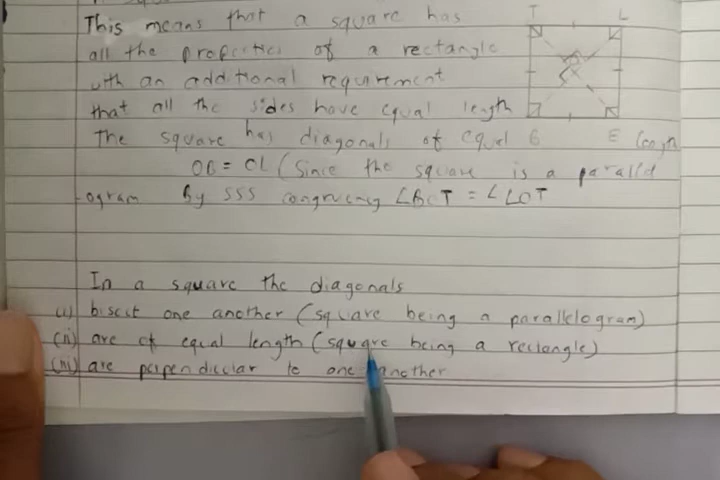 This means that a square has
all the properties of a rectangle
with an additional requirement
that all the sides have equal length
The square has diagonals of equal length
OB = OL (since the square is a parallel
-ogram By SSS congruency ∠BOT = ∠LOT
T L
B E
In a square the diagonals
(i) bisect one another (square being a parallelogram)
(ii) are of equal length (square being a rectangle)
(iii) are perpendicular to one another